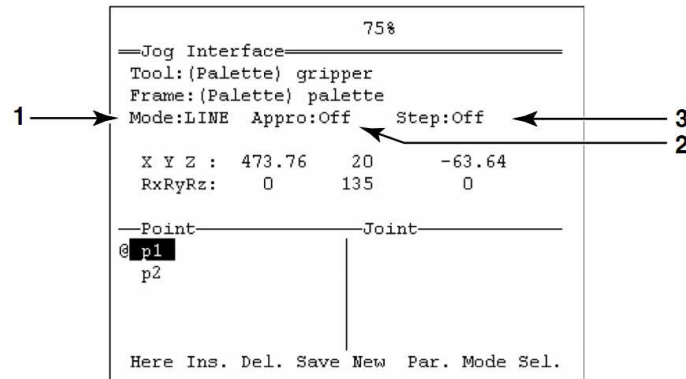 75%
Jog Interface
Tool:(Palette) gripper
Frame:(Palette) palette
1 Mode:LINE Appro:Off Step:Off 3
2
X Y Z : 473.76 20 -63.64
RxRyRz: 0 135 0
Point Joint
@ p1
p2
Here Ins. Del. Save New Par. Mode Sel.